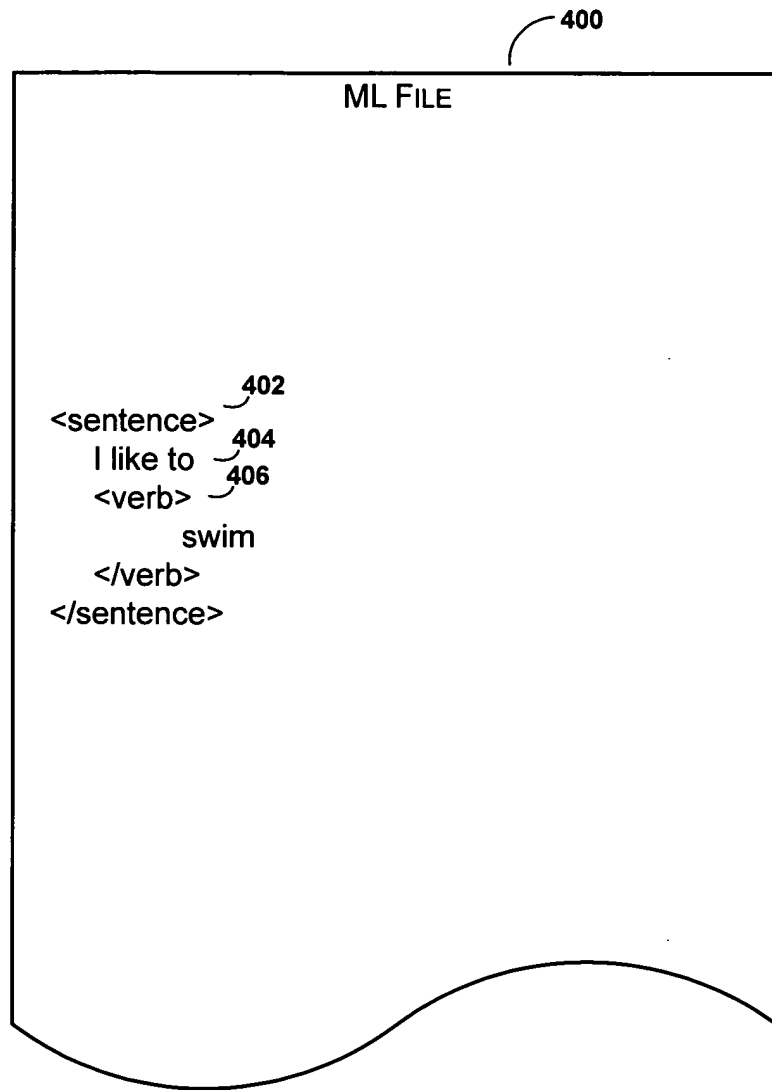 400
ML FILE
402
<sentence>
I like to 404
<verb> 406
swim
</verb>
</sentence>